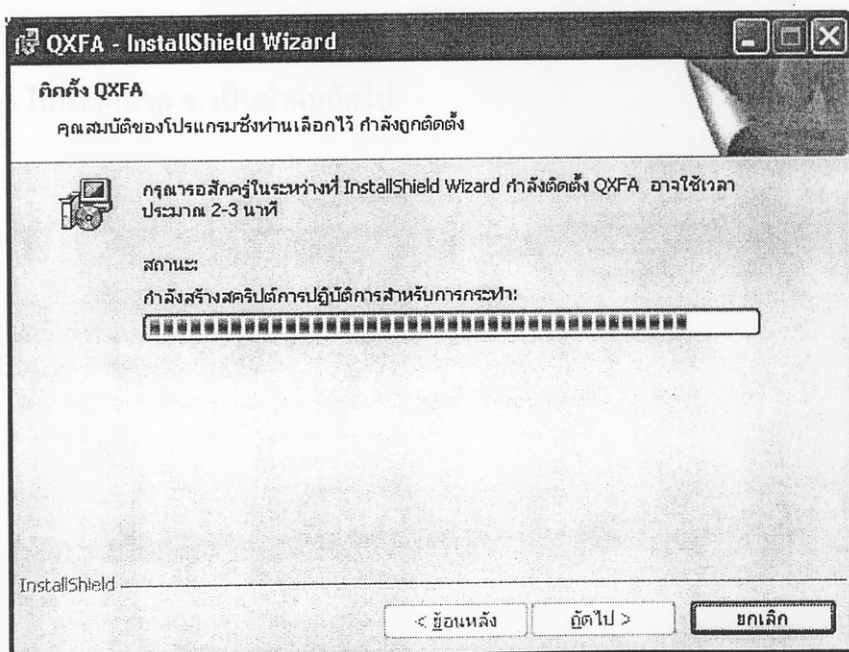 QXFA - InstallShield Wizard
ติดตั้ง QXFA
คุณสมบัติของโปรแกรมซึ่งท่านเลือกไว้ กำลังถูกติดตั้ง
กรุณารอสักครู่ในระหว่างที่ InstallShield Wizard กำลังติดตั้ง QXFA อาจใช้เวลา
ประมาณ 2-3 นาที
สถานะ:
กำลังสร้างสคริปต์การปฏิบัติการสำหรับการกระทำ:
InstallShield
< ย้อนหลัง
ถัดไป >
ยกเลิก